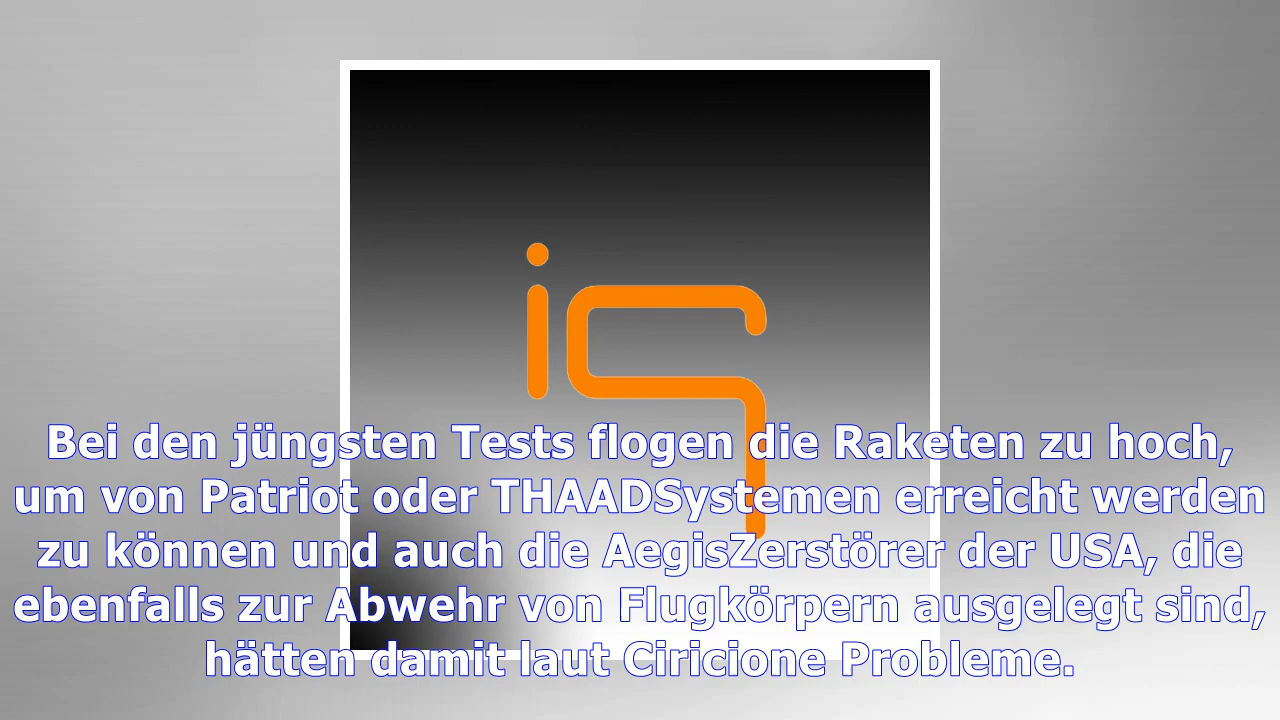 Bei den jüngsten Tests flogen die Raketen zu hoch,
um von Patriot oder THAADSystemen erreicht werden
zu können und auch die AegisZerstörer der USA, die
ebenfalls zur Abwehr von Flugkörpern ausgelegt sind,
hätten damit laut Ciricione Probleme.